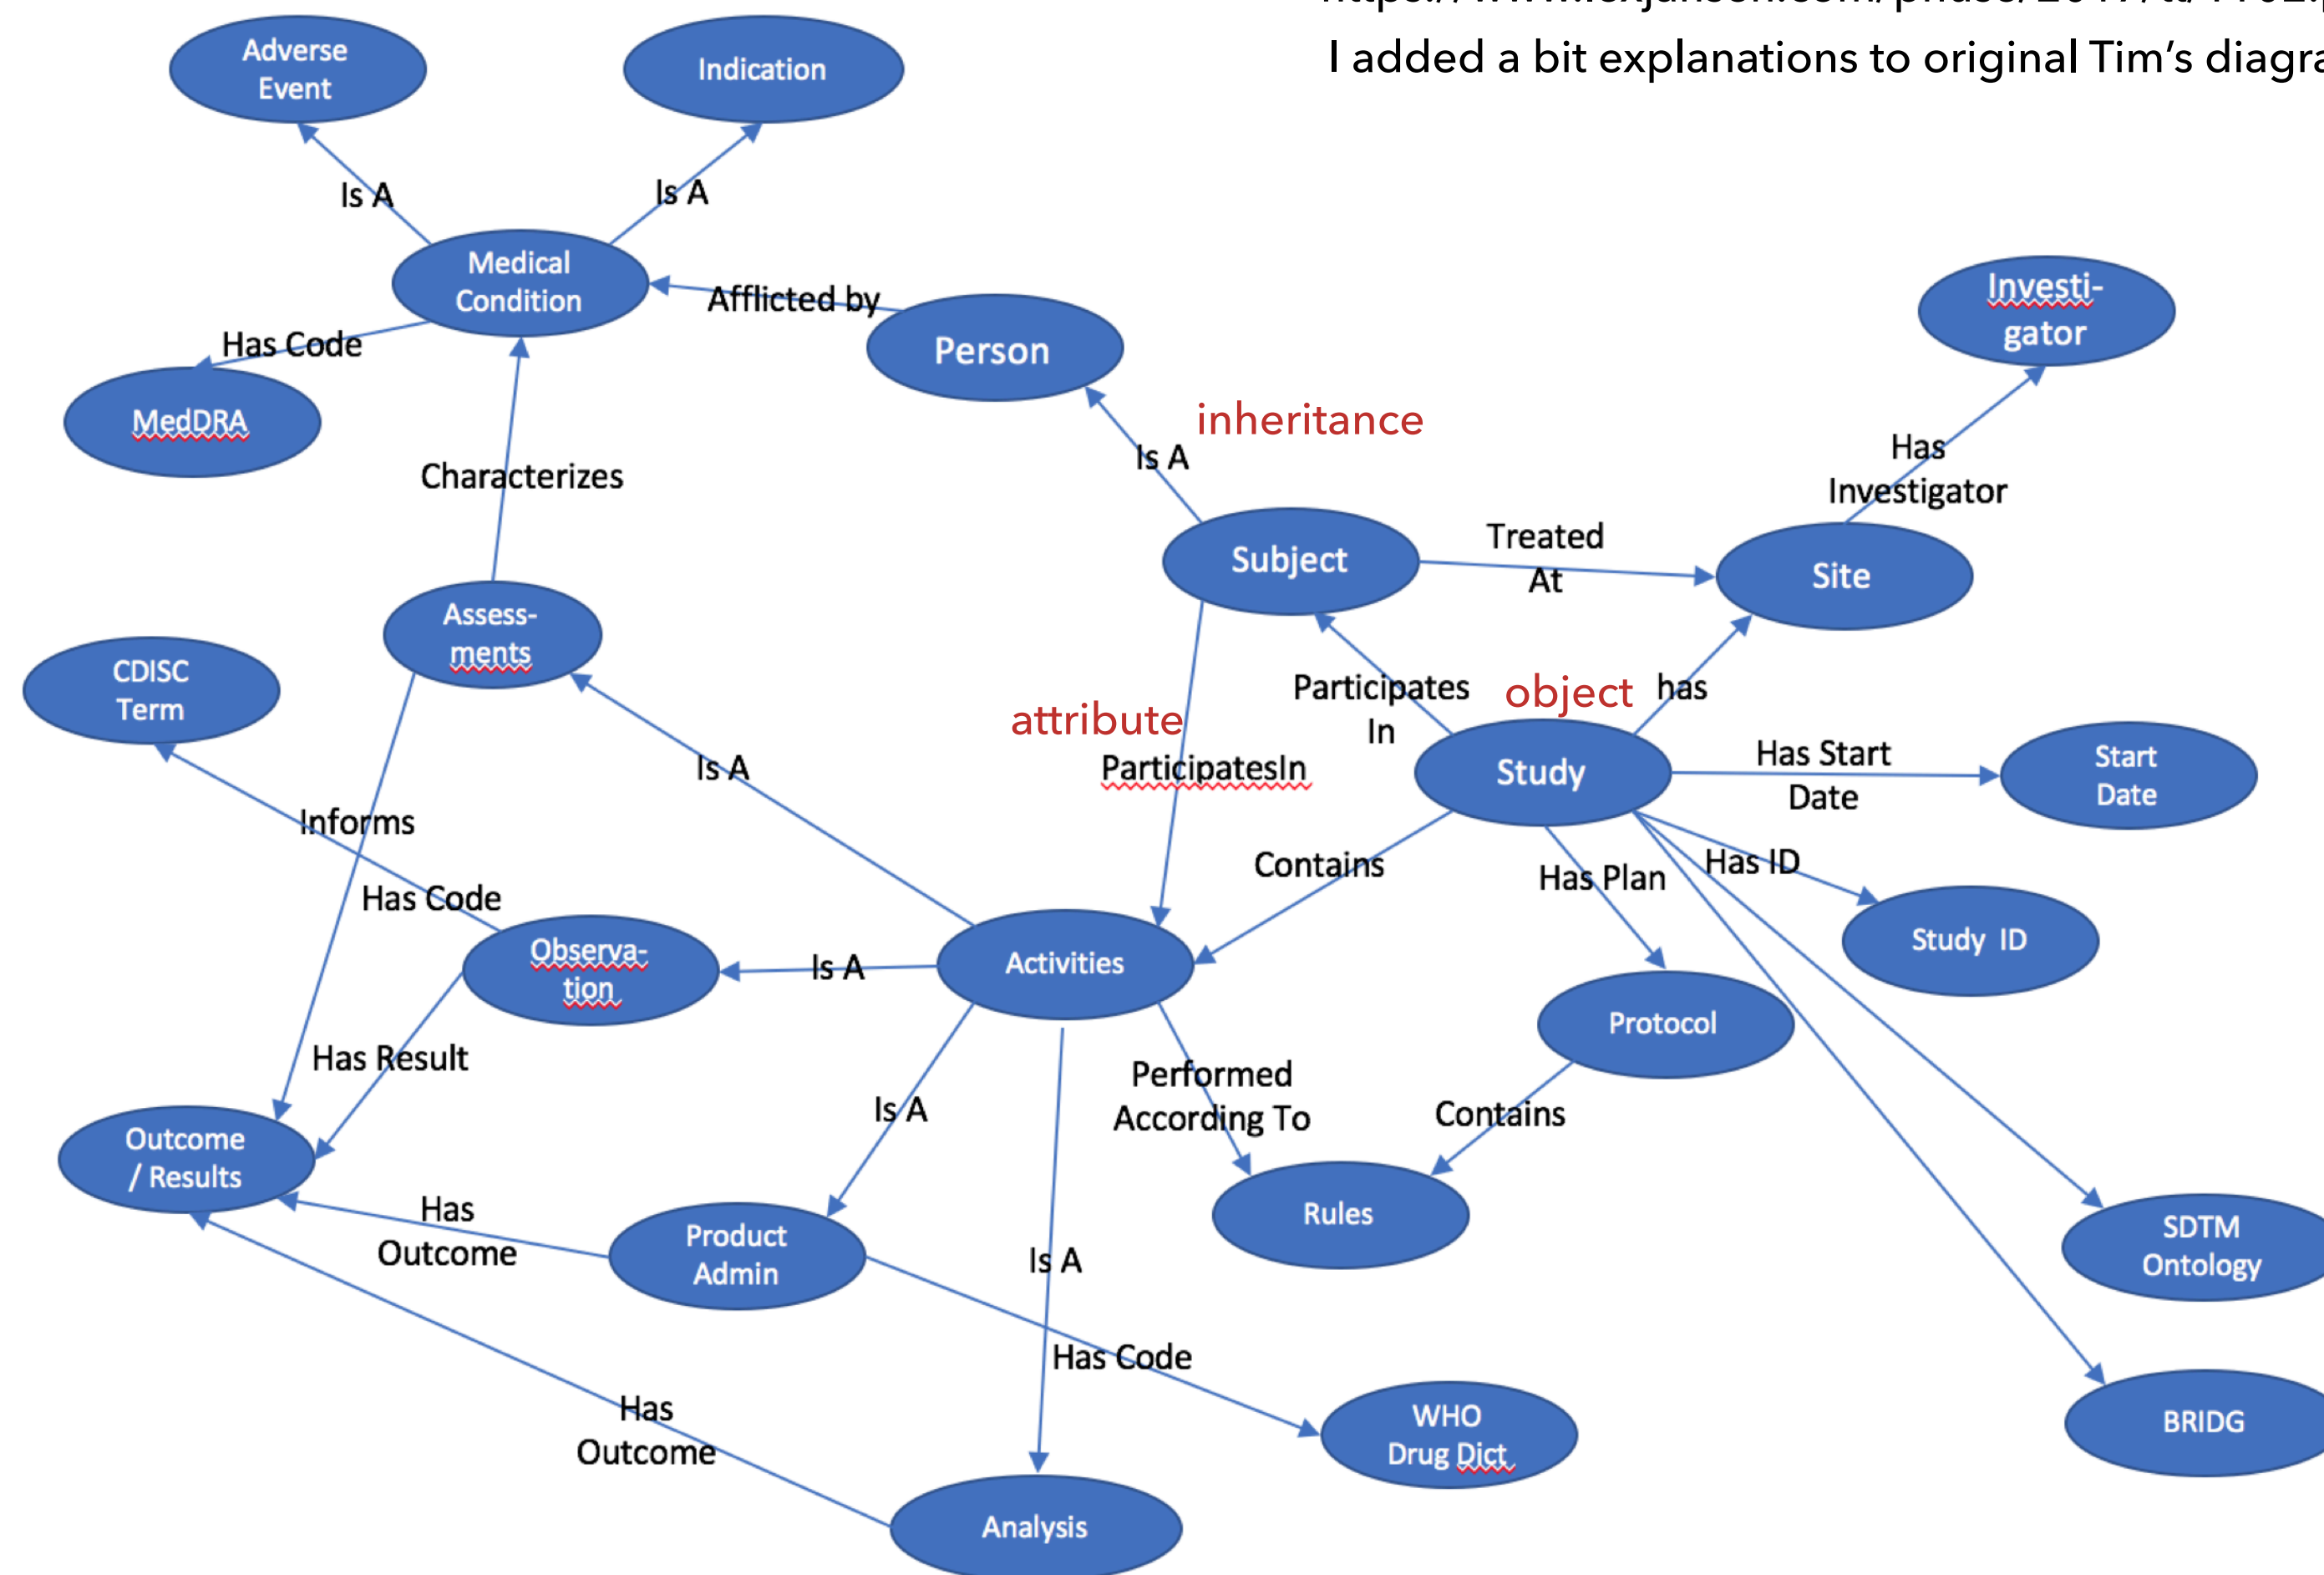 I added a bit explanations to original Tim's
Adverse
Event
Indication
Is A
Is A
Medical
Condition
Afflicted by
Person
Investi-
gator
Has Code
MedDRA
inheritance
Is A
Has
Investigator
Characterizes
Subject
Treated
At
Site
Assess-
ments
CDISC
Term
Participates
In
object
has
attribute
ParticipatesIn
Is A
Study
Has Start
Date
Start
Date
Informs
Contains
Has Plan
Has ID
Has Code
Study ID
Observa-
tion
Is A
Activities
Protocol
Has Result
Performed
According To
Contains
Is A
Outcome
/ Results
Rules
Has
Outcome
Product
Admin
Is A
SDTM
Ontology
Has Code
Has
Outcome
WHO
Drug Dict
BRIDG
Analysis